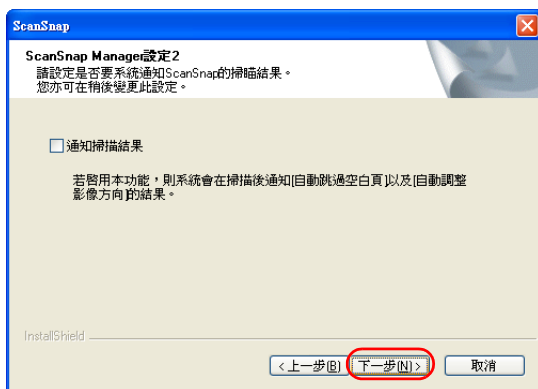 ScanSnap
ScanSnap Manager設定2
請設定是否要系統通知ScanSnap的掃瞄結果。
您亦可在稍後變更此設定。
通知掃描結果
若啓用本功能，則系統會在掃描後通知[自動跳過空白頁]以及[自動調整
影像方向]的結果。
InstallShield
<上一步(B) 下一步(N)> 取消